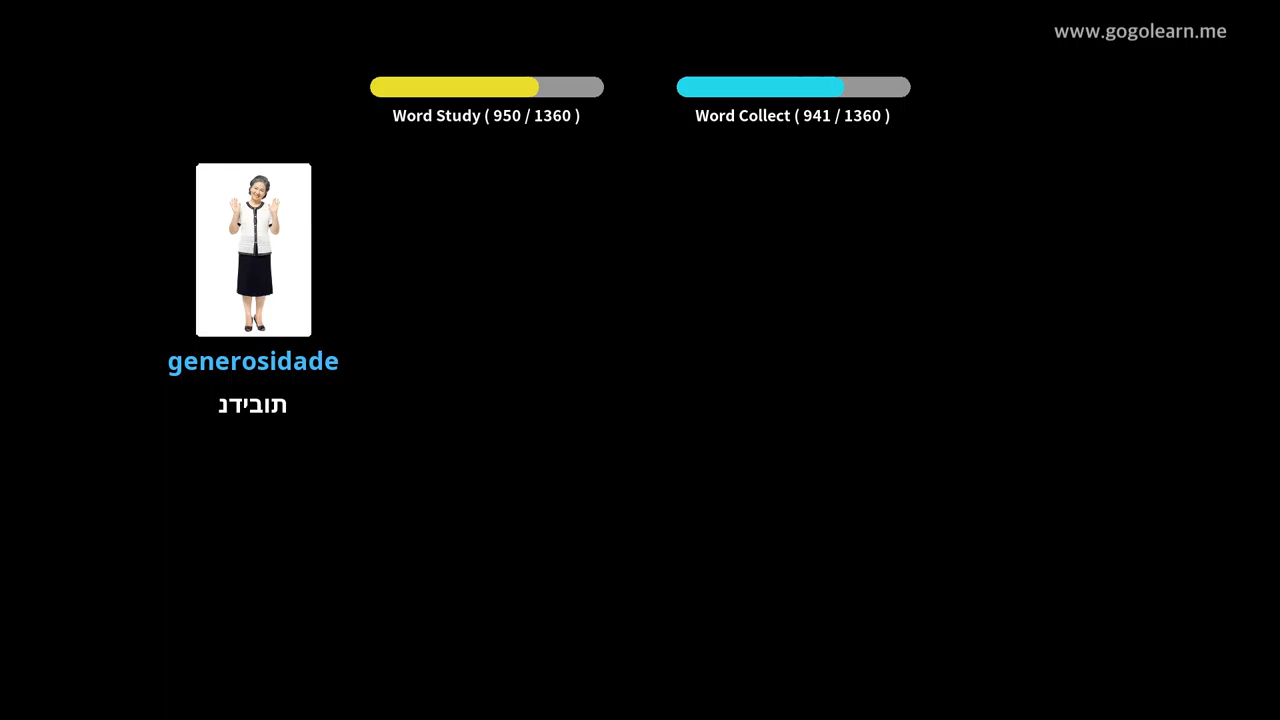 www.gogolearn.me
Word Study ( 950 / 1360 )
Word Collect ( 941 / 1360 )
generosidade
תובידנ